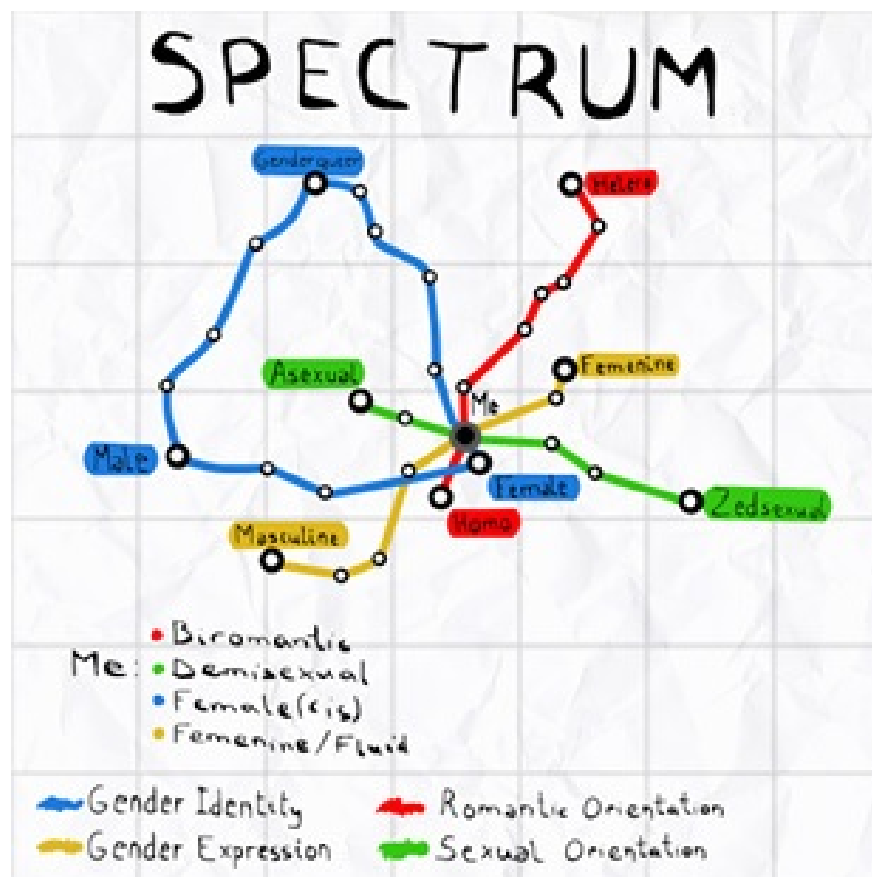 SPECTRUM
Genderqueer
Hetero
Femenine
Asexual
Me
Male
Female
Zedsexual
Homo
Masculine
Me:
• Biromantic
• Demisexual
• Female(cis)
• Femenine/Fluid
Gender Identity
Romantic Orientation
Gender Expression
Sexual Orientation